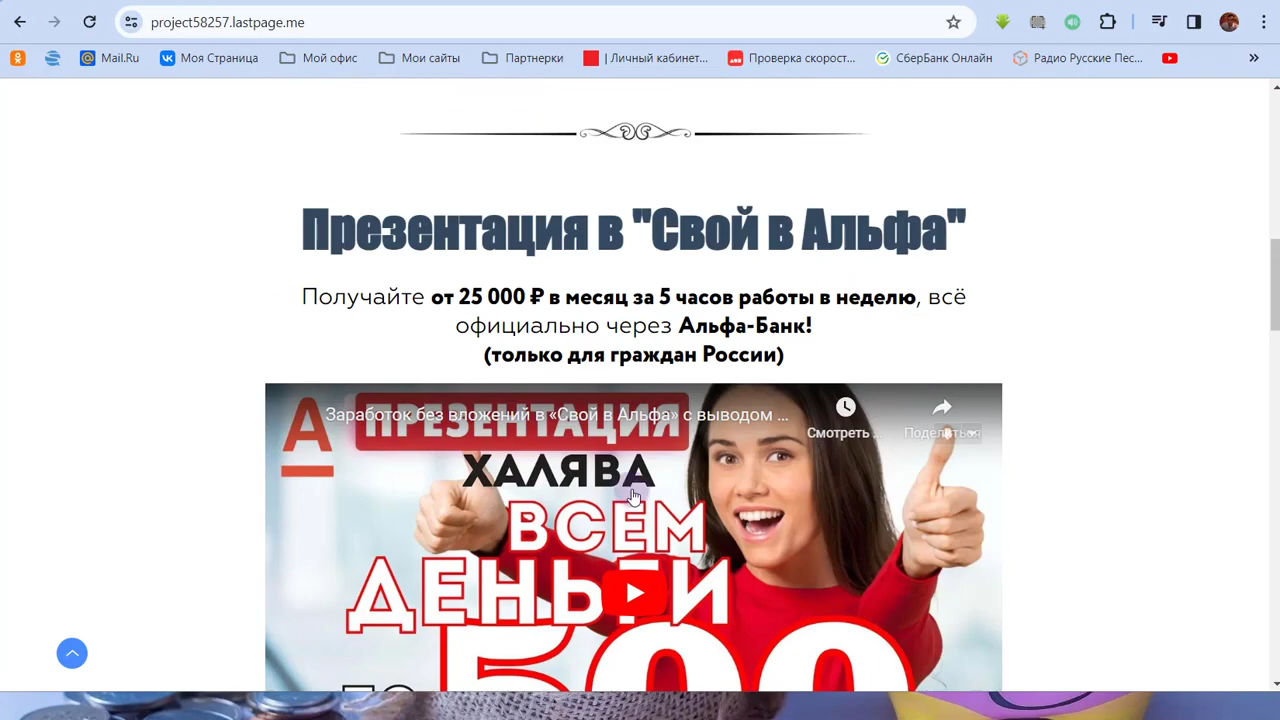 project58257.lastpage.me
Mail.Ru
Моя Страница
Мой офис
Мои сайты
Партнерки
| Личный кабинет...
Проверка скорост...
СберБанк Онлайн
Радио Русские Пес...
Презентация в "Свой в Альфа"
Получайте от 25 000 ₽ в месяц за 5 часов работы в неделю, всё
официально через Альфа-Банк!
(только для граждан России)
Заработок без вложений в «Свой в Альфа» с выводом ...
Смотреть ...
Поделиться
А ПРЕЗЕНТАЦИЯ
ХАЛЯВА
ВСЕМ
ДЕНЬГИ
ПО 500